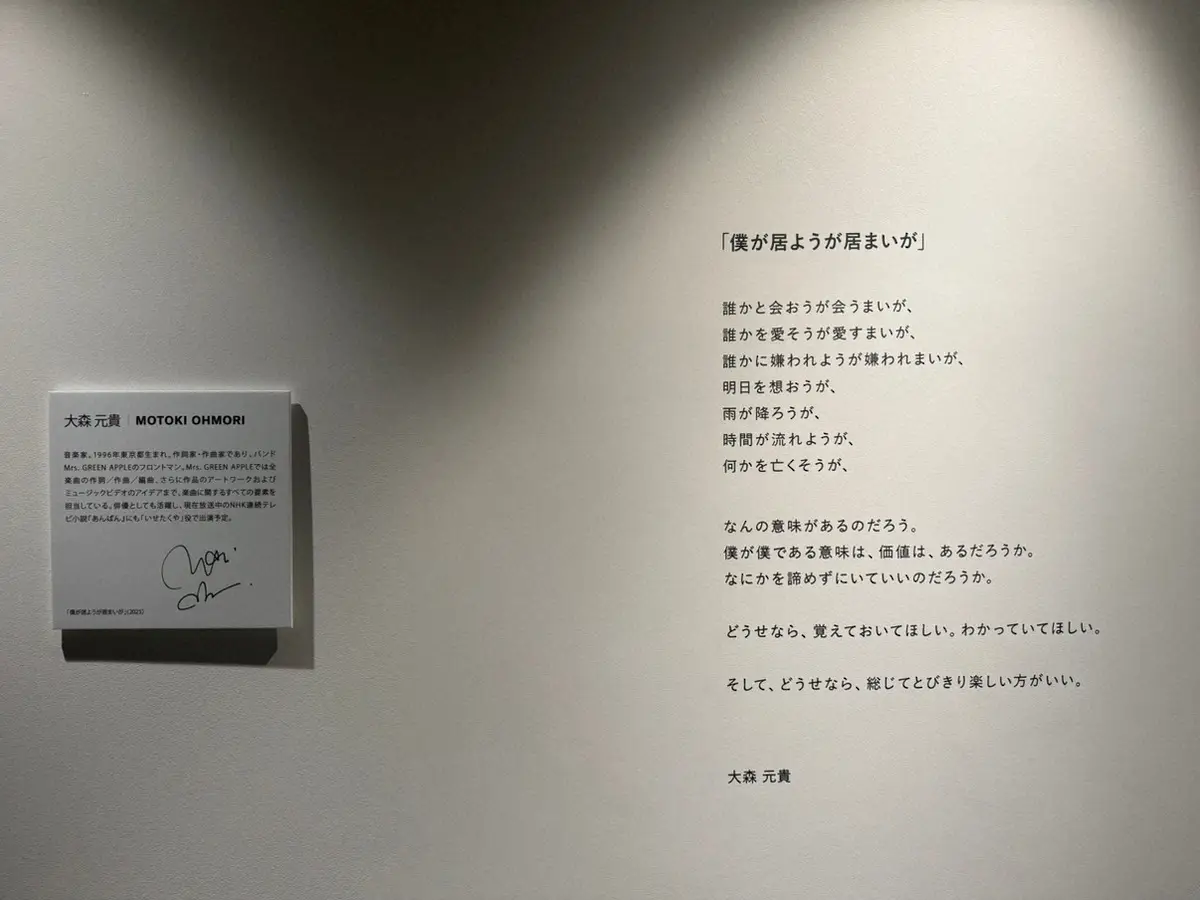 大森 元貴 | MOTOKI OHMORI
音楽家。1996年東京都生まれ。作詞家・作曲家であり、バンド
Mrs. GREEN APPLEのフロントマン。Mrs. GREEN APPLEでは全
楽曲の作詞／作曲／編曲、さらに作品のアートワークおよび
ミュージックビデオのアイデアまで、楽曲に関するすべての要素を
担当している。俳優としても活躍し、現在放送中のNHK連続テレ
ビ小説「あんぱん」にも「いせたくや」役で出演予定。
「僕が居ようが居まいが」(2025)
「僕が居ようが居まいが」
誰かと会おうが会うまいが、
誰かを愛そうが愛すまいが、
誰かに嫌われようが嫌われまいが、
明日を想おうが、
雨が降ろうが、
時間が流れようが、
何かを亡くそうが、
なんの意味があるのだろう。
僕が僕である意味は、価値は、あるだろうか。
なにかを諦めずにいていいのだろうか。
どうせなら、覚えておいてほしい。わかっていてほしい。
そして、どうせなら、総じてとびきり楽しい方がいい。
大森 元貴